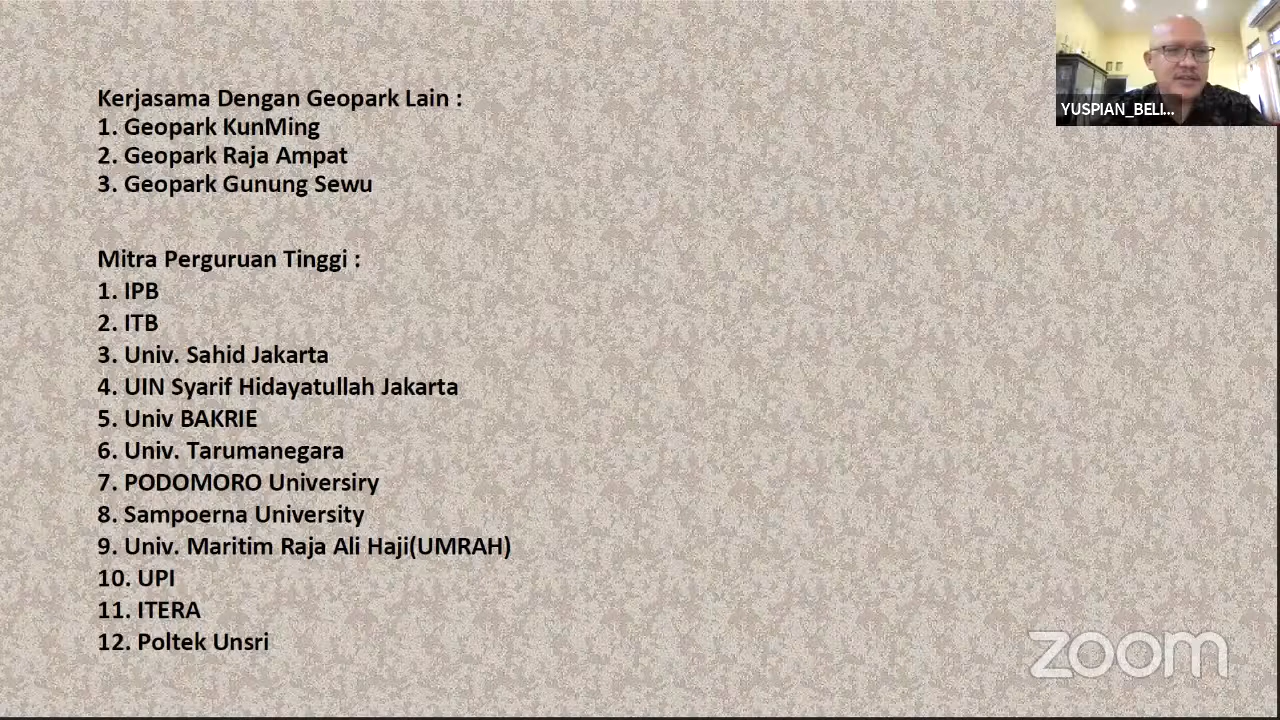 Kerjasama Dengan Geopark Lain :
1. Geopark KunMing
2. Geopark Raja Ampat
3. Geopark Gunung Sewu
Mitra Perguruan Tinggi :
1. IPB
2. ITB
3. Univ. Sahid Jakarta
4. UIN Syarif Hidayatullah Jakarta
5. Univ BAKRIE
6. Univ. Tarumanegara
7. PODOMORO Universiry
8. Sampoerna University
9. Univ. Maritim Raja Ali Haji(UMRAH)
10. UPI
11. ITERA
12. Poltek Unsri
YUSPIAN_BELI...
zoom